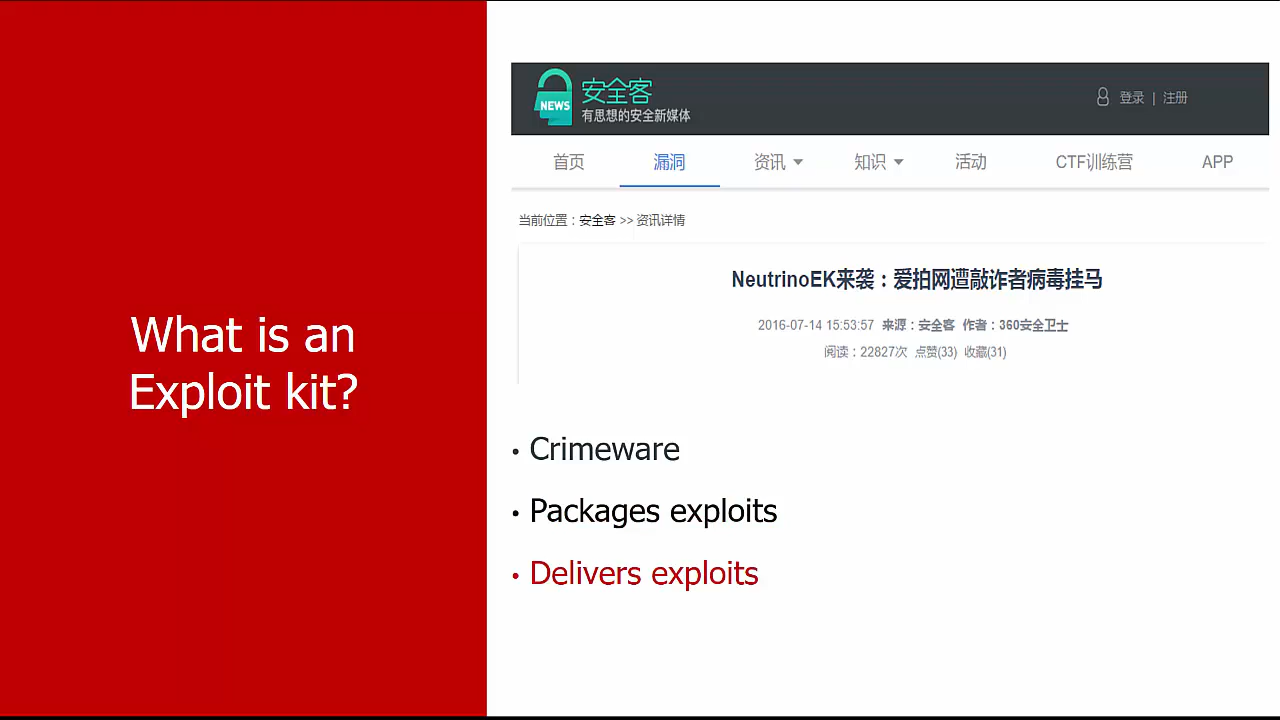 What is an
Exploit kit?
NEWS
安全客
有思想的安全新媒体
登录 | 注册
首页 漏洞 资讯 知识 活动 CTF训练营 APP
当前位置：安全客 >> 资讯详情
NeutrinoEK来袭：爱拍网遭敲诈者病毒挂马
2016-07-14 15:53:57 来源：安全客 作者：360安全卫士
阅读：22827次 点赞(33) 收藏(31)
• Crimeware
• Packages exploits
• Delivers exploits